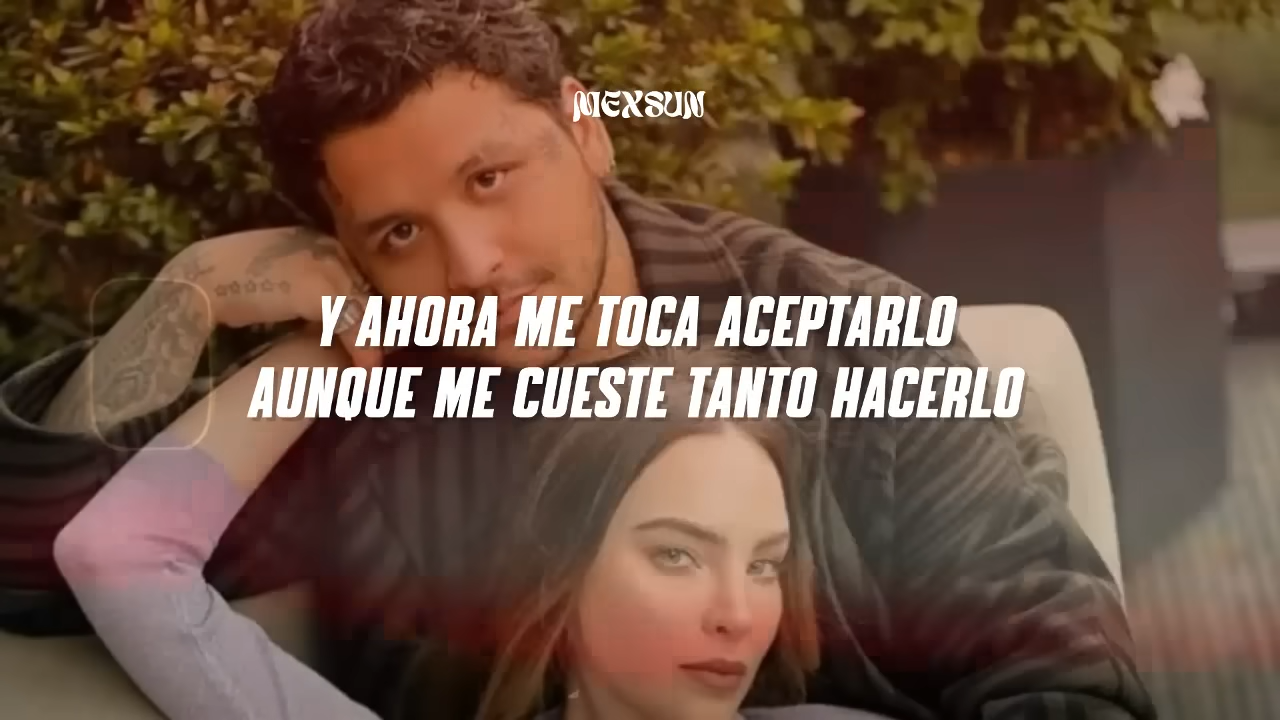 MEXSUN
Y AHORA ME TOCA ACEPTARLO
AUNQUE ME CUESTE TANTO HACERLO